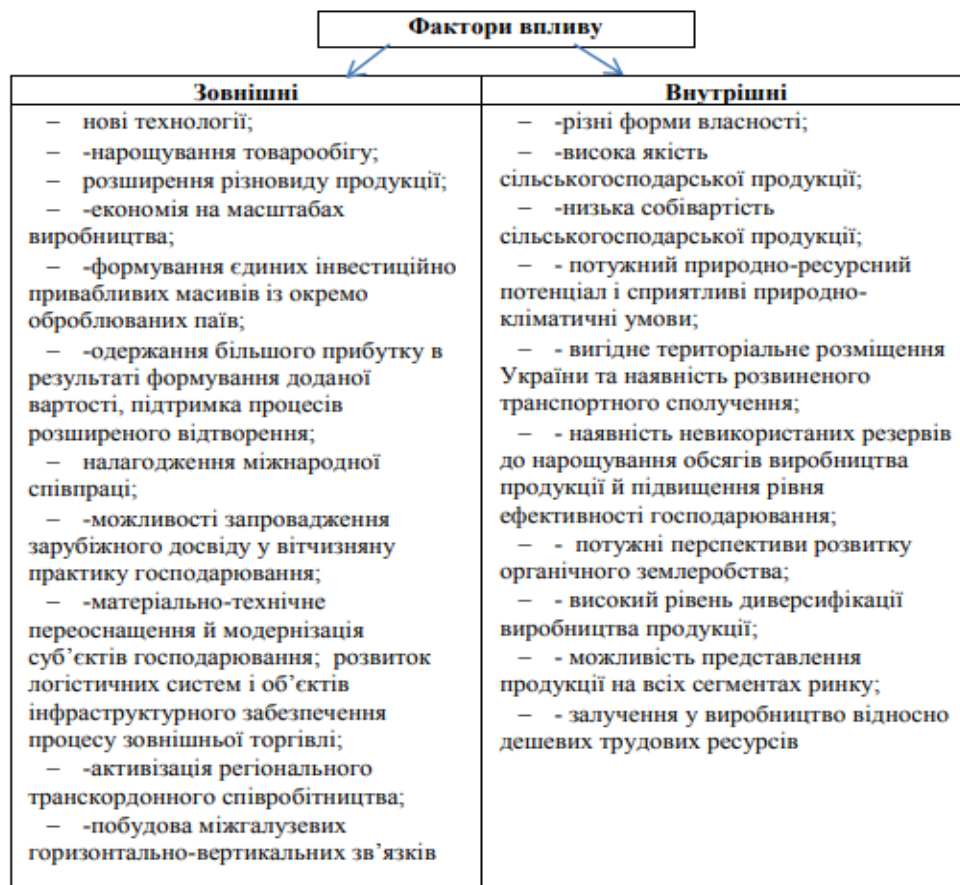 Фактори впливу
Зовнішні
– нові технології;
– -нарощування товарообігу;
– розширення різновиду продукції;
– -економія на масштабах
виробництва;
– -формування єдиних інвестиційно
привабливих масивів із окремо
оброблюваних паїв;
– -одержання більшого прибутку в
результаті формування доданої
вартості, підтримка процесів
розширеного відтворення;
– налагодження міжнародної
співпраці;
– -можливості запровадження
зарубіжного досвіду у вітчизняну
практику господарювання;
– -матеріально-технічне
переоснащення й модернізація
суб’єктів господарювання; розвиток
логістичних систем і об’єктів
інфраструктурного забезпечення
процесу зовнішньої торгівлі;
– -активізація регіонального
транскордонного співробітництва;
– -побудова міжгалузевих
горизонтально-вертикальних зв’язків
Внутрішні
– -різні форми власності;
– -висока якість
сільськогосподарської продукції;
– -низька собівартість
сільськогосподарської продукції;
– - потужний природно-ресурсний
потенціал і сприятливі природно-
кліматичні умови;
– - вигідне територіальне розміщення
України та наявність розвиненого
транспортного сполучення;
– - наявність невикористаних резервів
до нарощування обсягів виробництва
продукції й підвищення рівня
ефективності господарювання;
– - потужні перспективи розвитку
органічного землеробства;
– - високий рівень диверсифікації
виробництва продукції;
– - можливість представлення
продукції на всіх сегментах ринку;
– - залучення у виробництво відносно
дешевих трудових ресурсів